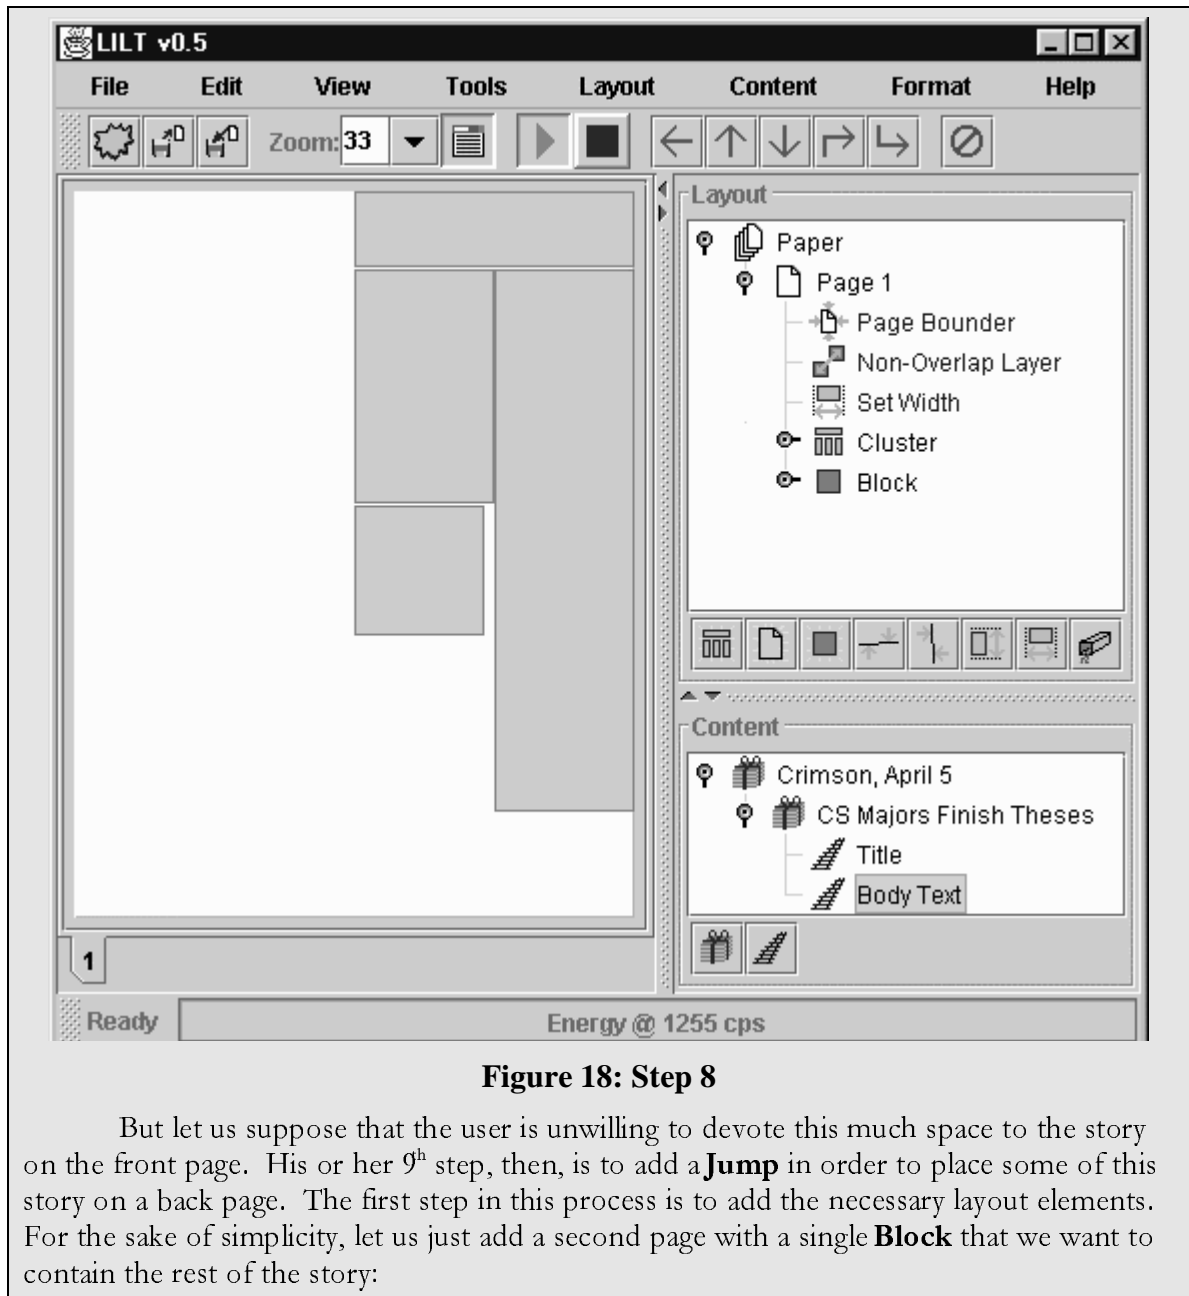 LILT v0.5
File Edit View Tools Layout Content Format Help
Zoom: 33
Layout
Paper
Page 1
Page Bounder
Non-Overlap Layer
Set Width
Cluster
Block
Content
Crimson, April 5
CS Majors Finish Theses
Title
Body Text
1
Ready Energy @ 1255 cps
Figure 18: Step 8
But let us suppose that the user is unwilling to devote this much space to the story
on the front page. His or her 9th step, then, is to add a Jump in order to place some of this
story on a back page. The first step in this process is to add the necessary layout elements.
For the sake of simplicity, let us just add a second page with a single Block that we want to
contain the rest of the story: